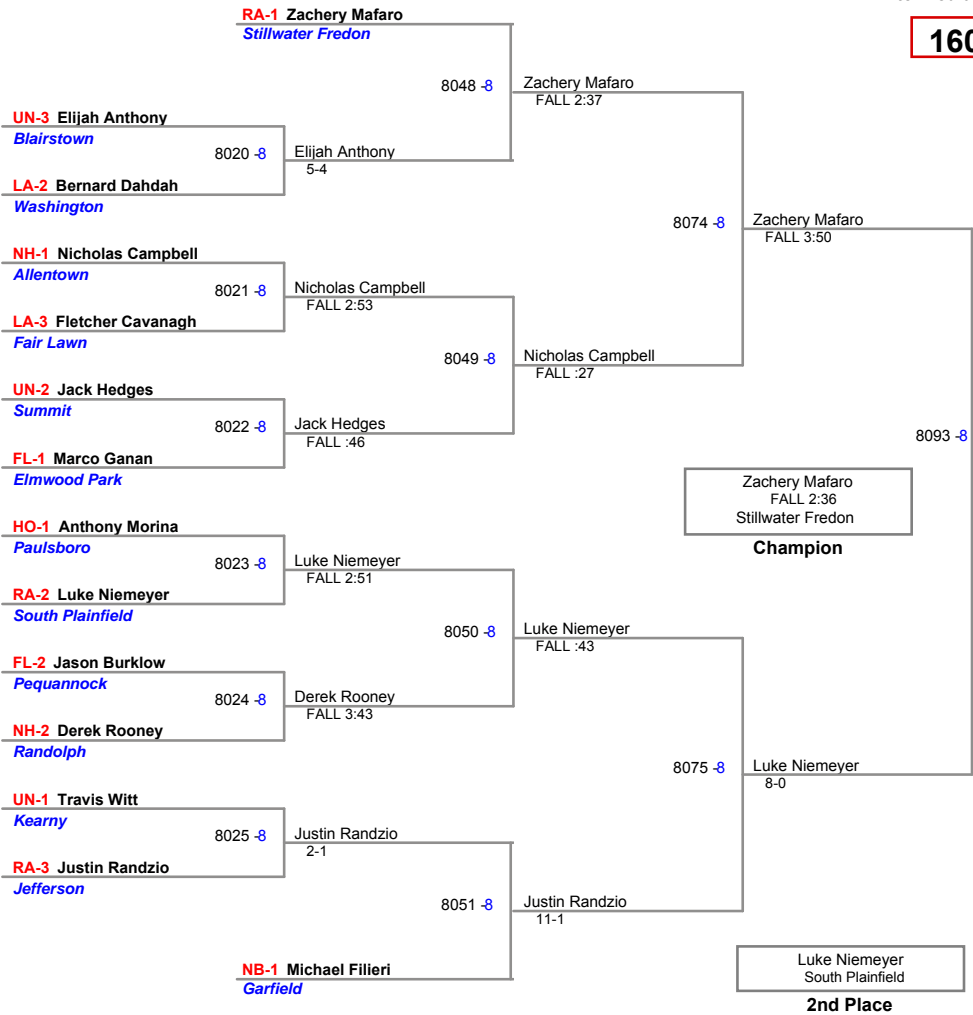 RA-1 Zachery Mafaro
Stillwater Fredon
160
8048 -8
Zachery Mafaro
FALL 2:37
UN-3 Elijah Anthony
Blairstown
8020 -8
Elijah Anthony
5-4
LA-2 Bernard Dahdah
Washington
8074 -8
Zachery Mafaro
FALL 3:50
NH-1 Nicholas Campbell
Allentown
8021 -8
Nicholas Campbell
FALL 2:53
LA-3 Fletcher Cavanagh
Fair Lawn
8049 -8
Nicholas Campbell
FALL :27
UN-2 Jack Hedges
Summit
8022 -8
Jack Hedges
FALL :46
8093 -8
FL-1 Marco Ganan
Elmwood Park
Zachery Mafaro
FALL 2:36
Stillwater Fredon
Champion
HO-1 Anthony Morina
Paulsboro
8023 -8
Luke Niemeyer
FALL 2:51
RA-2 Luke Niemeyer
South Plainfield
8050 -8
Luke Niemeyer
FALL :43
FL-2 Jason Burklow
Pequannock
8024 -8
Derek Rooney
FALL 3:43
NH-2 Derek Rooney
Randolph
8075 -8
Luke Niemeyer
8-0
UN-1 Travis Witt
Kearny
8025 -8
Justin Randzio
2-1
RA-3 Justin Randzio
Jefferson
8051 -8
Justin Randzio
11-1
NB-1 Michael Filieri
Garfield
Luke Niemeyer
South Plainfield
2nd Place